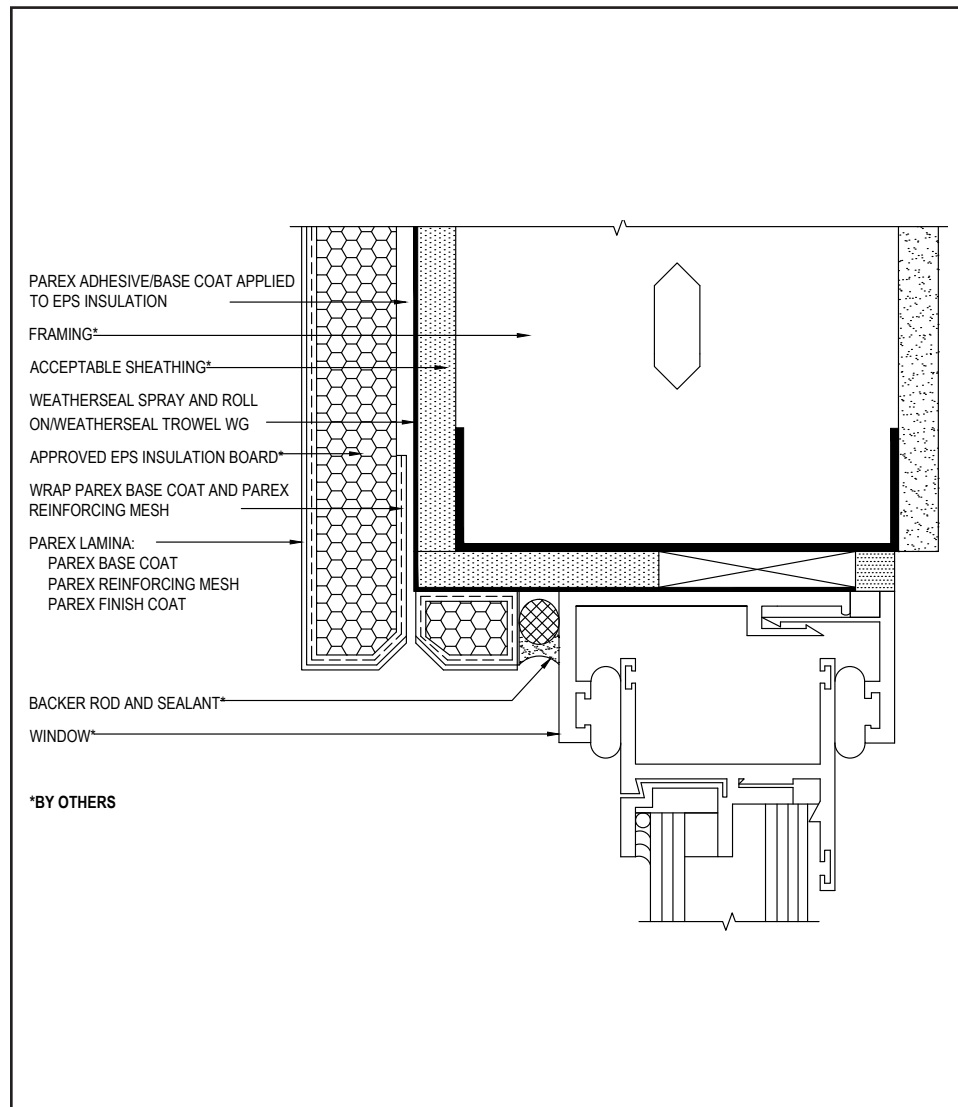 PAREX ADHESIVE/BASE COAT APPLIED
TO EPS INSULATION
FRAMING*
ACCEPTABLE SHEATHING*
WEATHERSEAL SPRAY AND ROLL
ON/WEATHERSEAL TROWEL WG
APPROVED EPS INSULATION BOARD*
WRAP PAREX BASE COAT AND PAREX
REINFORCING MESH
PAREX LAMINA:
PAREX BASE COAT
PAREX REINFORCING MESH
PAREX FINISH COAT
BACKER ROD AND SEALANT*
WINDOW*
*BY OTHERS